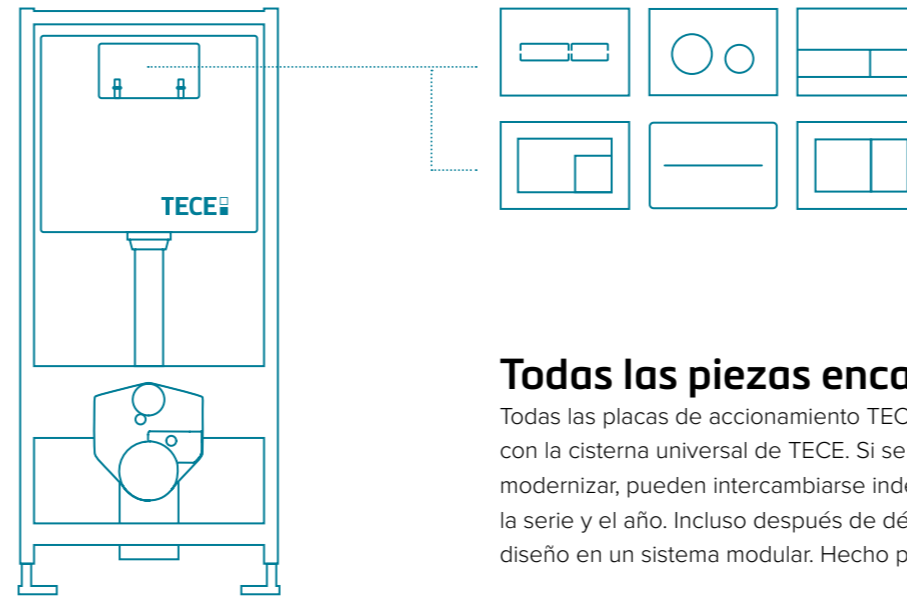 TECE
Todas las piezas enca
Todas las placas de accionamiento TEC
con la cisterna universal de TECE. Si se
modernizar, pueden intercambiarse inde
la serie y el año. Incluso después de dé
diseño en un sistema modular. Hecho p